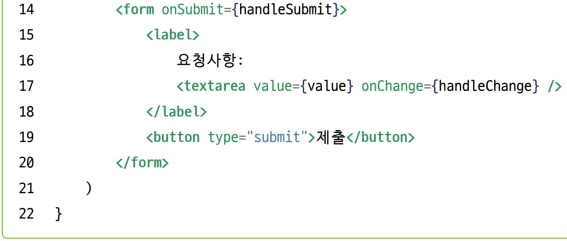 14 <form onSubmit={handleSubmit}>
15 <label>
16 요청사항:
17 <textarea value={value} onChange={handleChange} />
18 </label>
19 <button type="submit">제출</button>
20 </form>
21 )
22 }